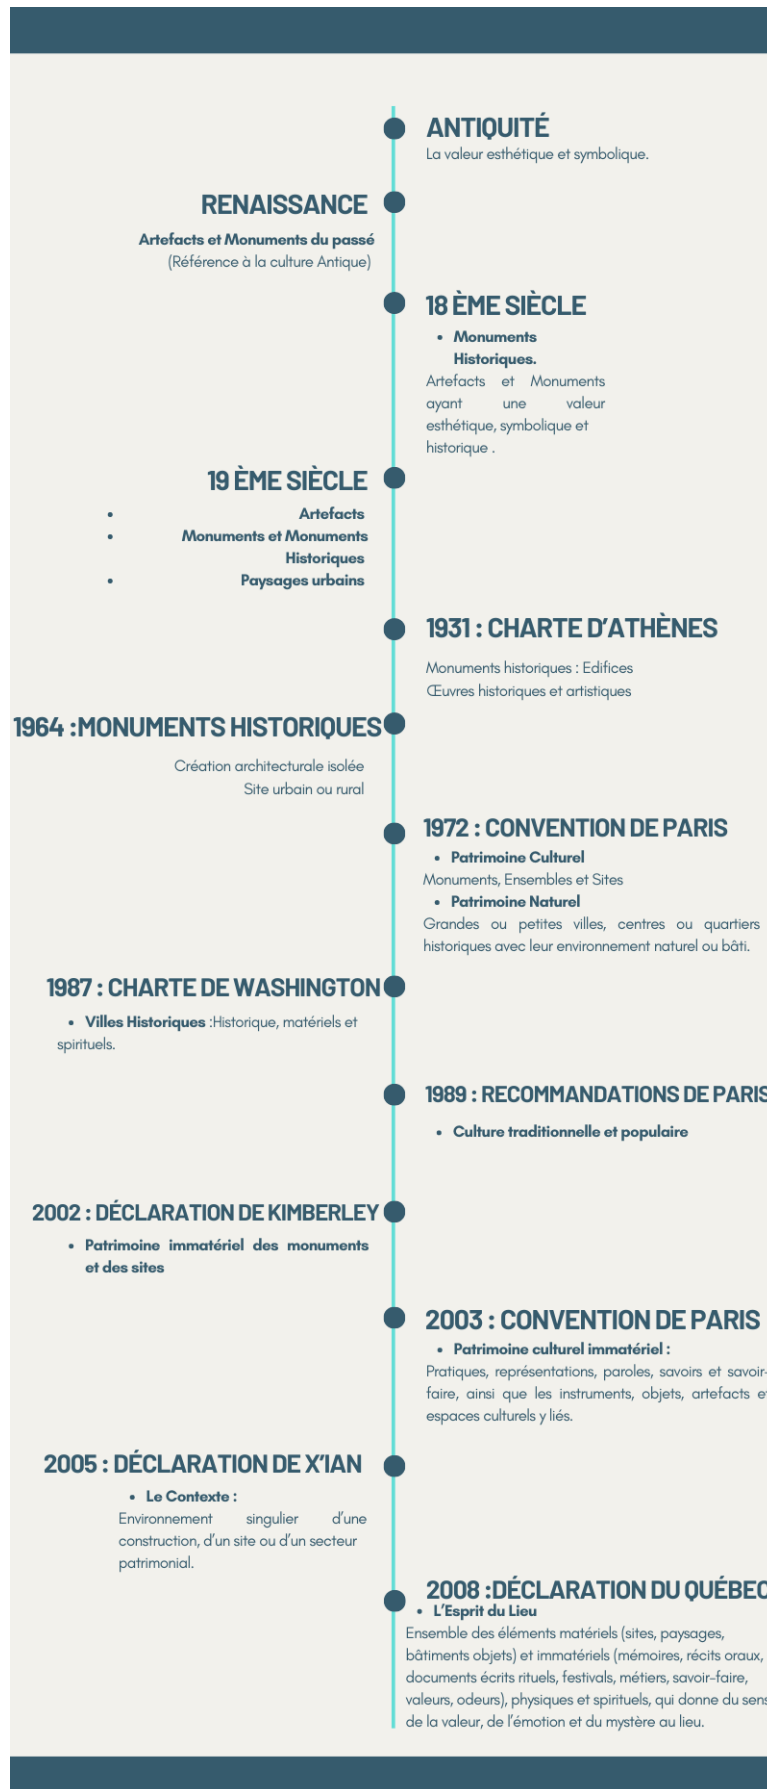 ANTIQUITÉ
La valeur esthétique et symbolique.
RENAISSANCE
Artefacts et Monuments du passé
(Référence à la culture Antique)
18 ÈME SIÈCLE
• Monuments
Historiques.
Artefacts et Monuments
ayant une valeur
esthétique, symbolique et
historique .
19 ÈME SIÈCLE
• Artefacts
• Monuments et Monuments
Historiques
• Paysages urbains
1931 : CHARTE D'ATHÈNES
Monuments historiques : Edifices
Œuvres historiques et artistiques
1964 :MONUMENTS HISTORIQUES
Création architecturale isolée
Site urbain ou rural
1972 : CONVENTION DE PARIS
• Patrimoine Culturel
Monuments, Ensembles et Sites
• Patrimoine Naturel
Grandes ou petites villes, centres ou quartiers
historiques avec leur environnement naturel ou bâti.
1987 : CHARTE DE WASHINGTON
• Villes Historiques :Historique, matériels et
spirituels.
1989 : RECOMMANDATIONS DE PARIS
• Culture traditionnelle et populaire
2002 : DÉCLARATION DE KIMBERLEY
• Patrimoine immatériel des monuments
et des sites
2003 : CONVENTION DE PARIS
• Patrimoine culturel immatériel :
Pratiques, représentations, paroles, savoirs et savoir-
faire, ainsi que les instruments, objets, artefacts et
espaces culturels y liés.
2005 : DÉCLARATION DE X'IAN
• Le Contexte :
Environnement singulier d'une
construction, d'un site ou d'un secteur
patrimonial.
2008 :DÉCLARATION DU QUÉBEC
• L'Esprit du Lieu
Ensemble des éléments matériels (sites, paysages,
bâtiments objets) et immatériels (mémoires, récits oraux,
documents écrits rituels, festivals, métiers, savoir-faire,
valeurs, odeurs), physiques et spirituels, qui donne du sens
de la valeur, de l'émotion et du mystère au lieu.